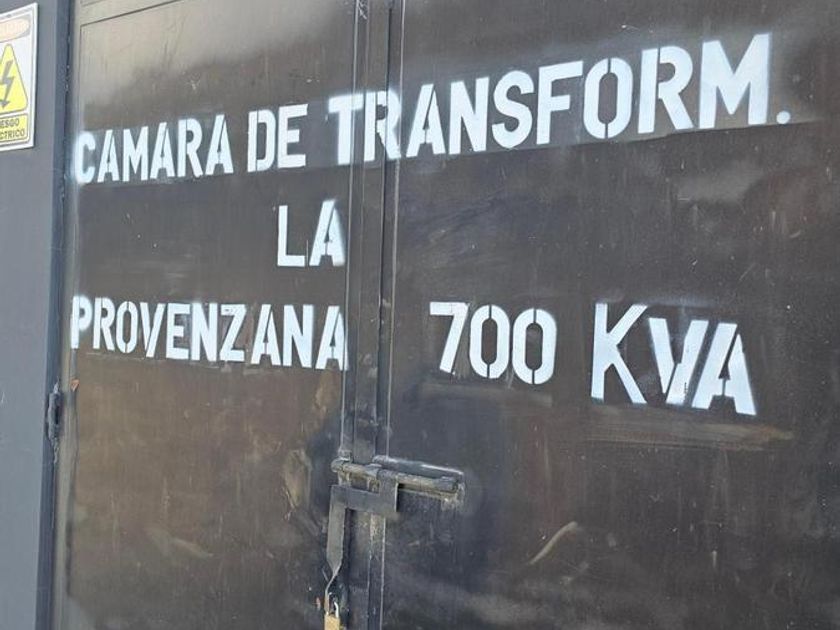 CAMARA DE TRANSFORM.
LA
PROVENZANA 700 KVA